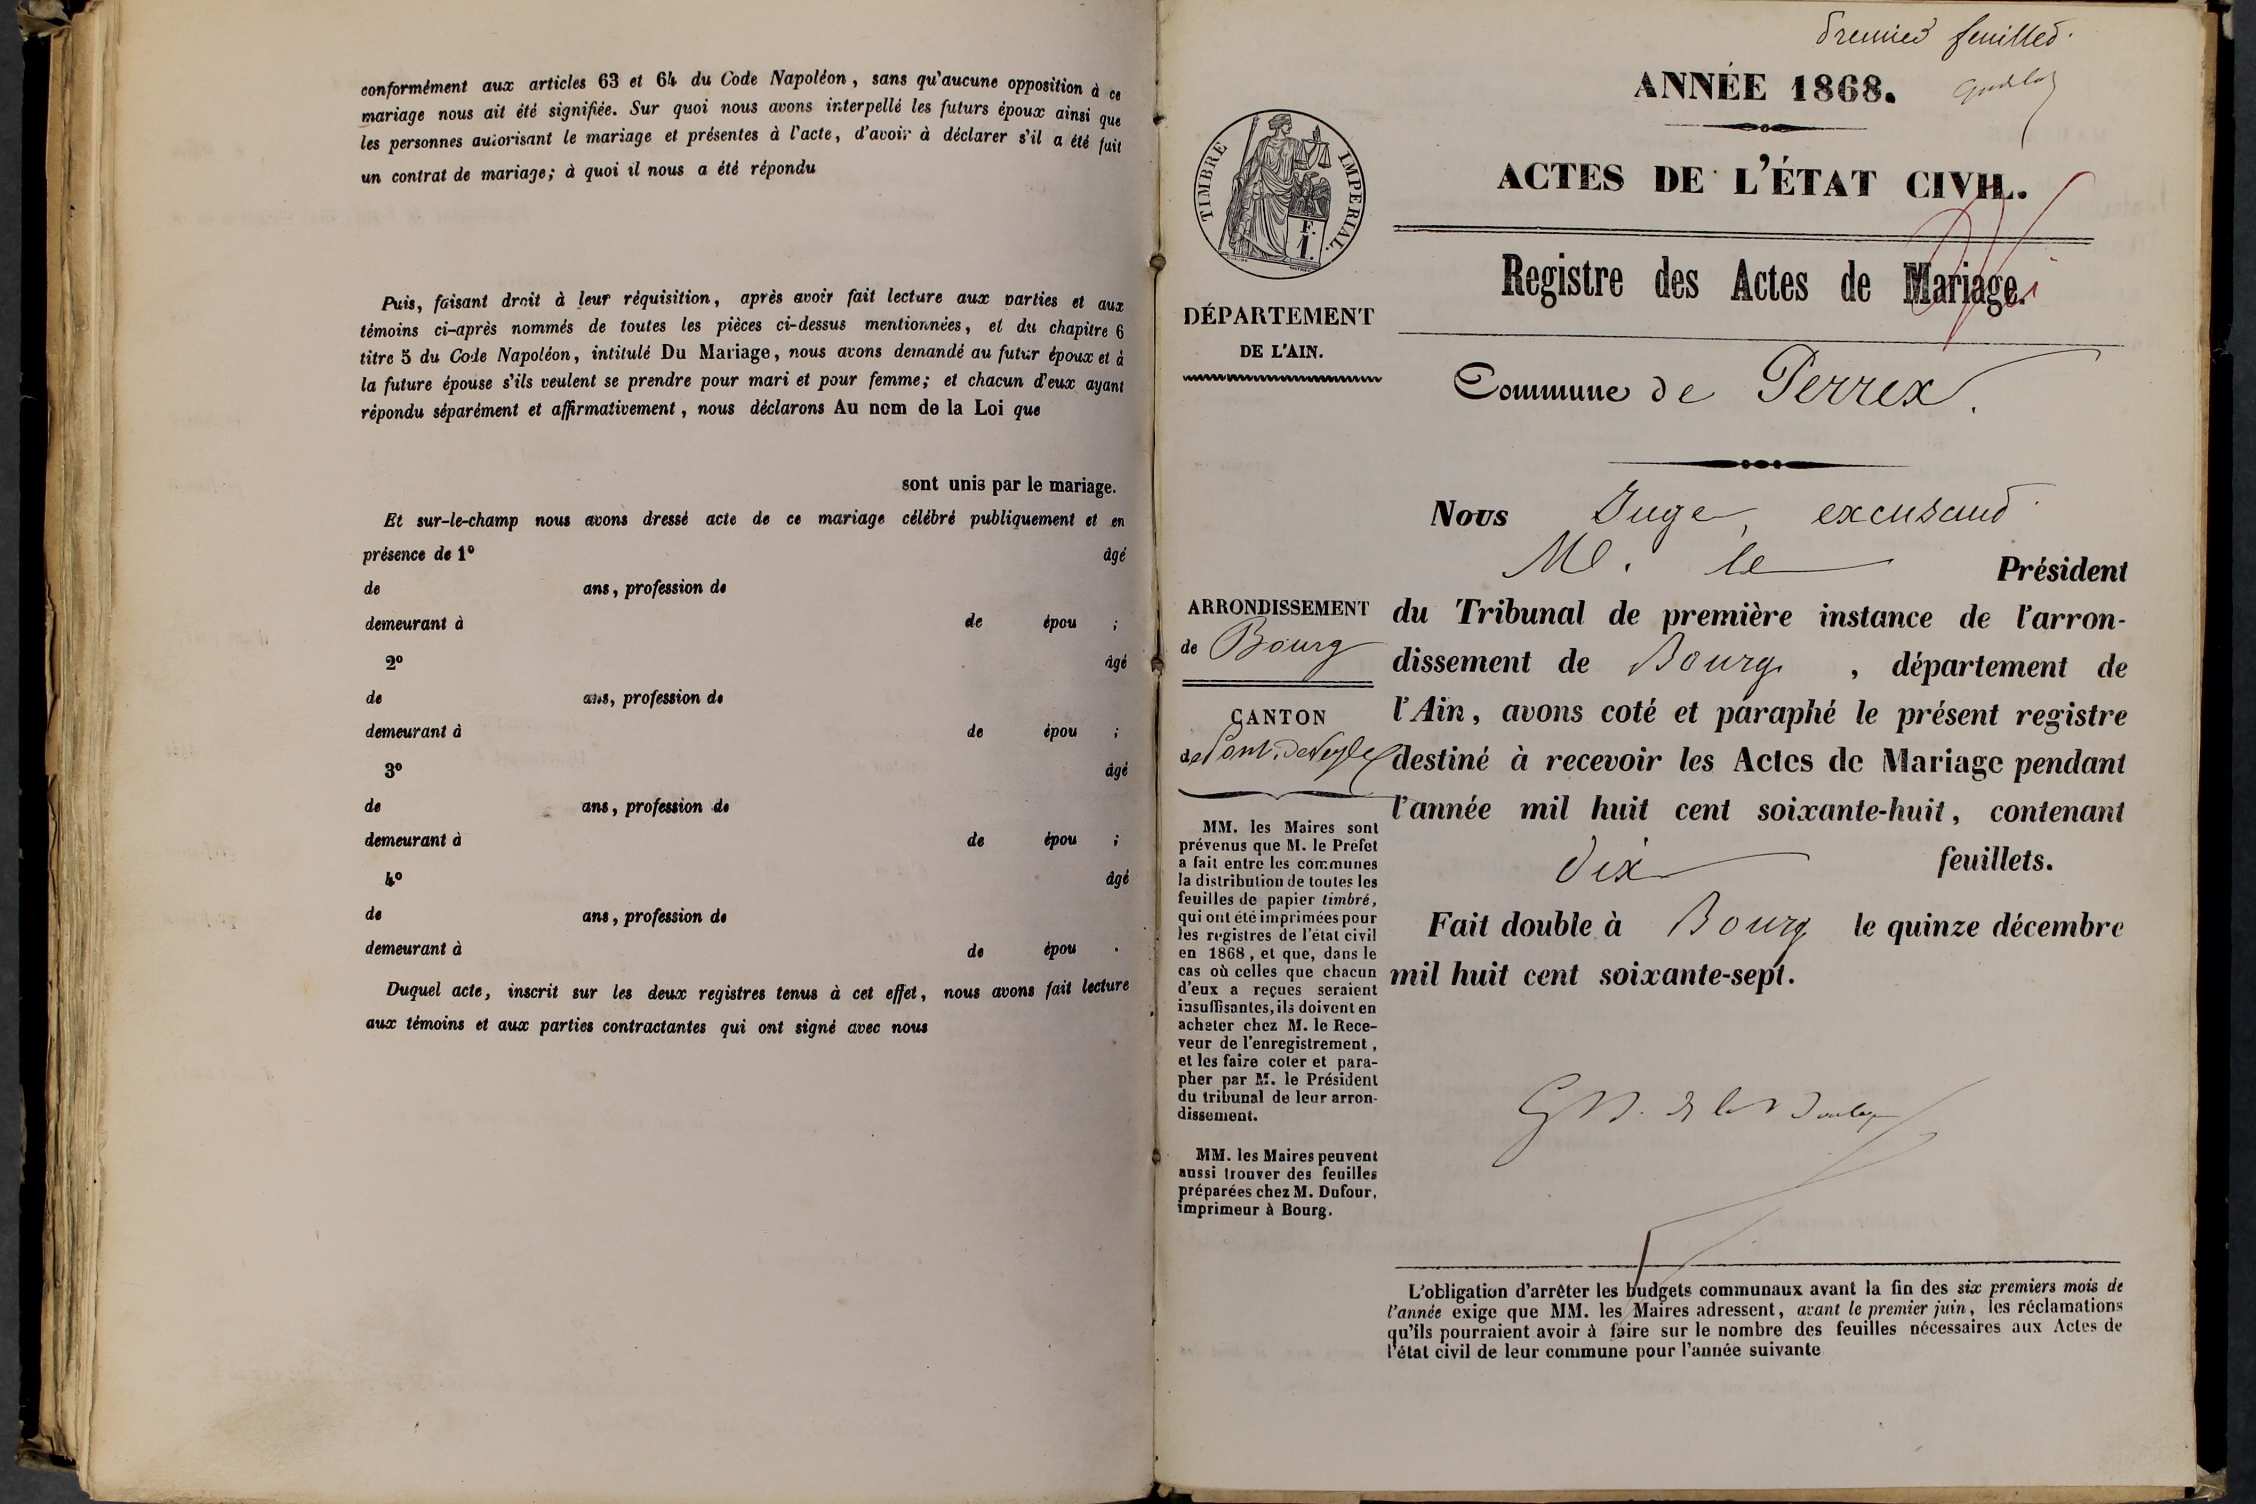 conformément aux articles 63 et 64 du Code Napoléon, sans qu'aucune opposition à ce
mariage nous ait été signifiée. Sur quoi nous avons interpellé les futurs époux ainsi que
les personnes autorisant le mariage et présentes à l'acte, d'avoir à déclarer s'il a été fait
un contrat de mariage; à quoi il nous a été répondu
Puis, faisant droit à leur réquisition, après avoir fait lecture aux parties et aux
témoins ci-après nommés de toutes les pièces ci-dessus mentionnées, et du chapitre 6
titre 5 du Code Napoléon, intitulé Du Mariage, nous avons demandé au futur époux et à
la future épouse s'ils veulent se prendre pour mari et pour femme; et chacun d'eux ayant
répondu séparément et affirmativement, nous déclarons Au nom de la Loi que
sont unis par le mariage.
Et sur-le-champ nous avons dressé acte de ce mariage célébré publiquement et en
présence de 1° âgé
de ans, profession de
demeurant à de épou ;
2° âgé
de ans, profession de
demeurant à de épou ;
3° âgé
de ans, profession de
demeurant à de épou ;
4° âgé
de ans, profession de
demeurant à de épou .
Duquel acte, inscrit sur les deux registres tenus à cet effet, nous avons fait lecture
aux témoins et aux parties contractantes qui ont signé avec nous
Premier feuillet.
ANNÉE 1868.
ACTES DE L'ÉTAT CIVIL.
Registre des Actes de Mariage.
Commune de Perrex.
TIMBRE IMPERIAL.
F.
1.
DÉPARTEMENT
DE L'AIN.
ARRONDISSEMENT
de Bourg
CANTON
de Pont-de-Veyle
MM. les Maires sont
prévenus que M. le Préfet
a fait entre les communes
la distribution de toutes les
feuilles de papier timbré,
qui ont été imprimées pour
les registres de l'état civil
en 1868, et que, dans le
cas où celles que chacun
d'eux a reçues seraient
insuffisantes, ils doivent en
acheter chez M. le Rece-
veur de l'enregistrement,
et les faire coter et para-
pher par M. le Président
du tribunal de leur arron-
dissement.
MM. les Maires peuvent
aussi trouver des feuilles
préparées chez M. Dufour,
imprimeur à Bourg.
Nous Juge, excusant
M. le Président
du Tribunal de première instance de l'arron-
dissement de Bourg, département de
l'Ain, avons coté et paraphé le présent registre
destiné à recevoir les Actes de Mariage pendant
l'année mil huit cent soixante-huit, contenant
dix feuillets.
Fait double à Bourg le quinze décembre
mil huit cent soixante-sept.
L'obligation d'arrêter les budgets communaux avant la fin des six premiers mois de
l'année exige que MM. les Maires adressent, avant le premier juin, les réclamations
qu'ils pourraient avoir à faire sur le nombre des feuilles nécessaires aux Actes de
l'état civil de leur commune pour l'année suivante